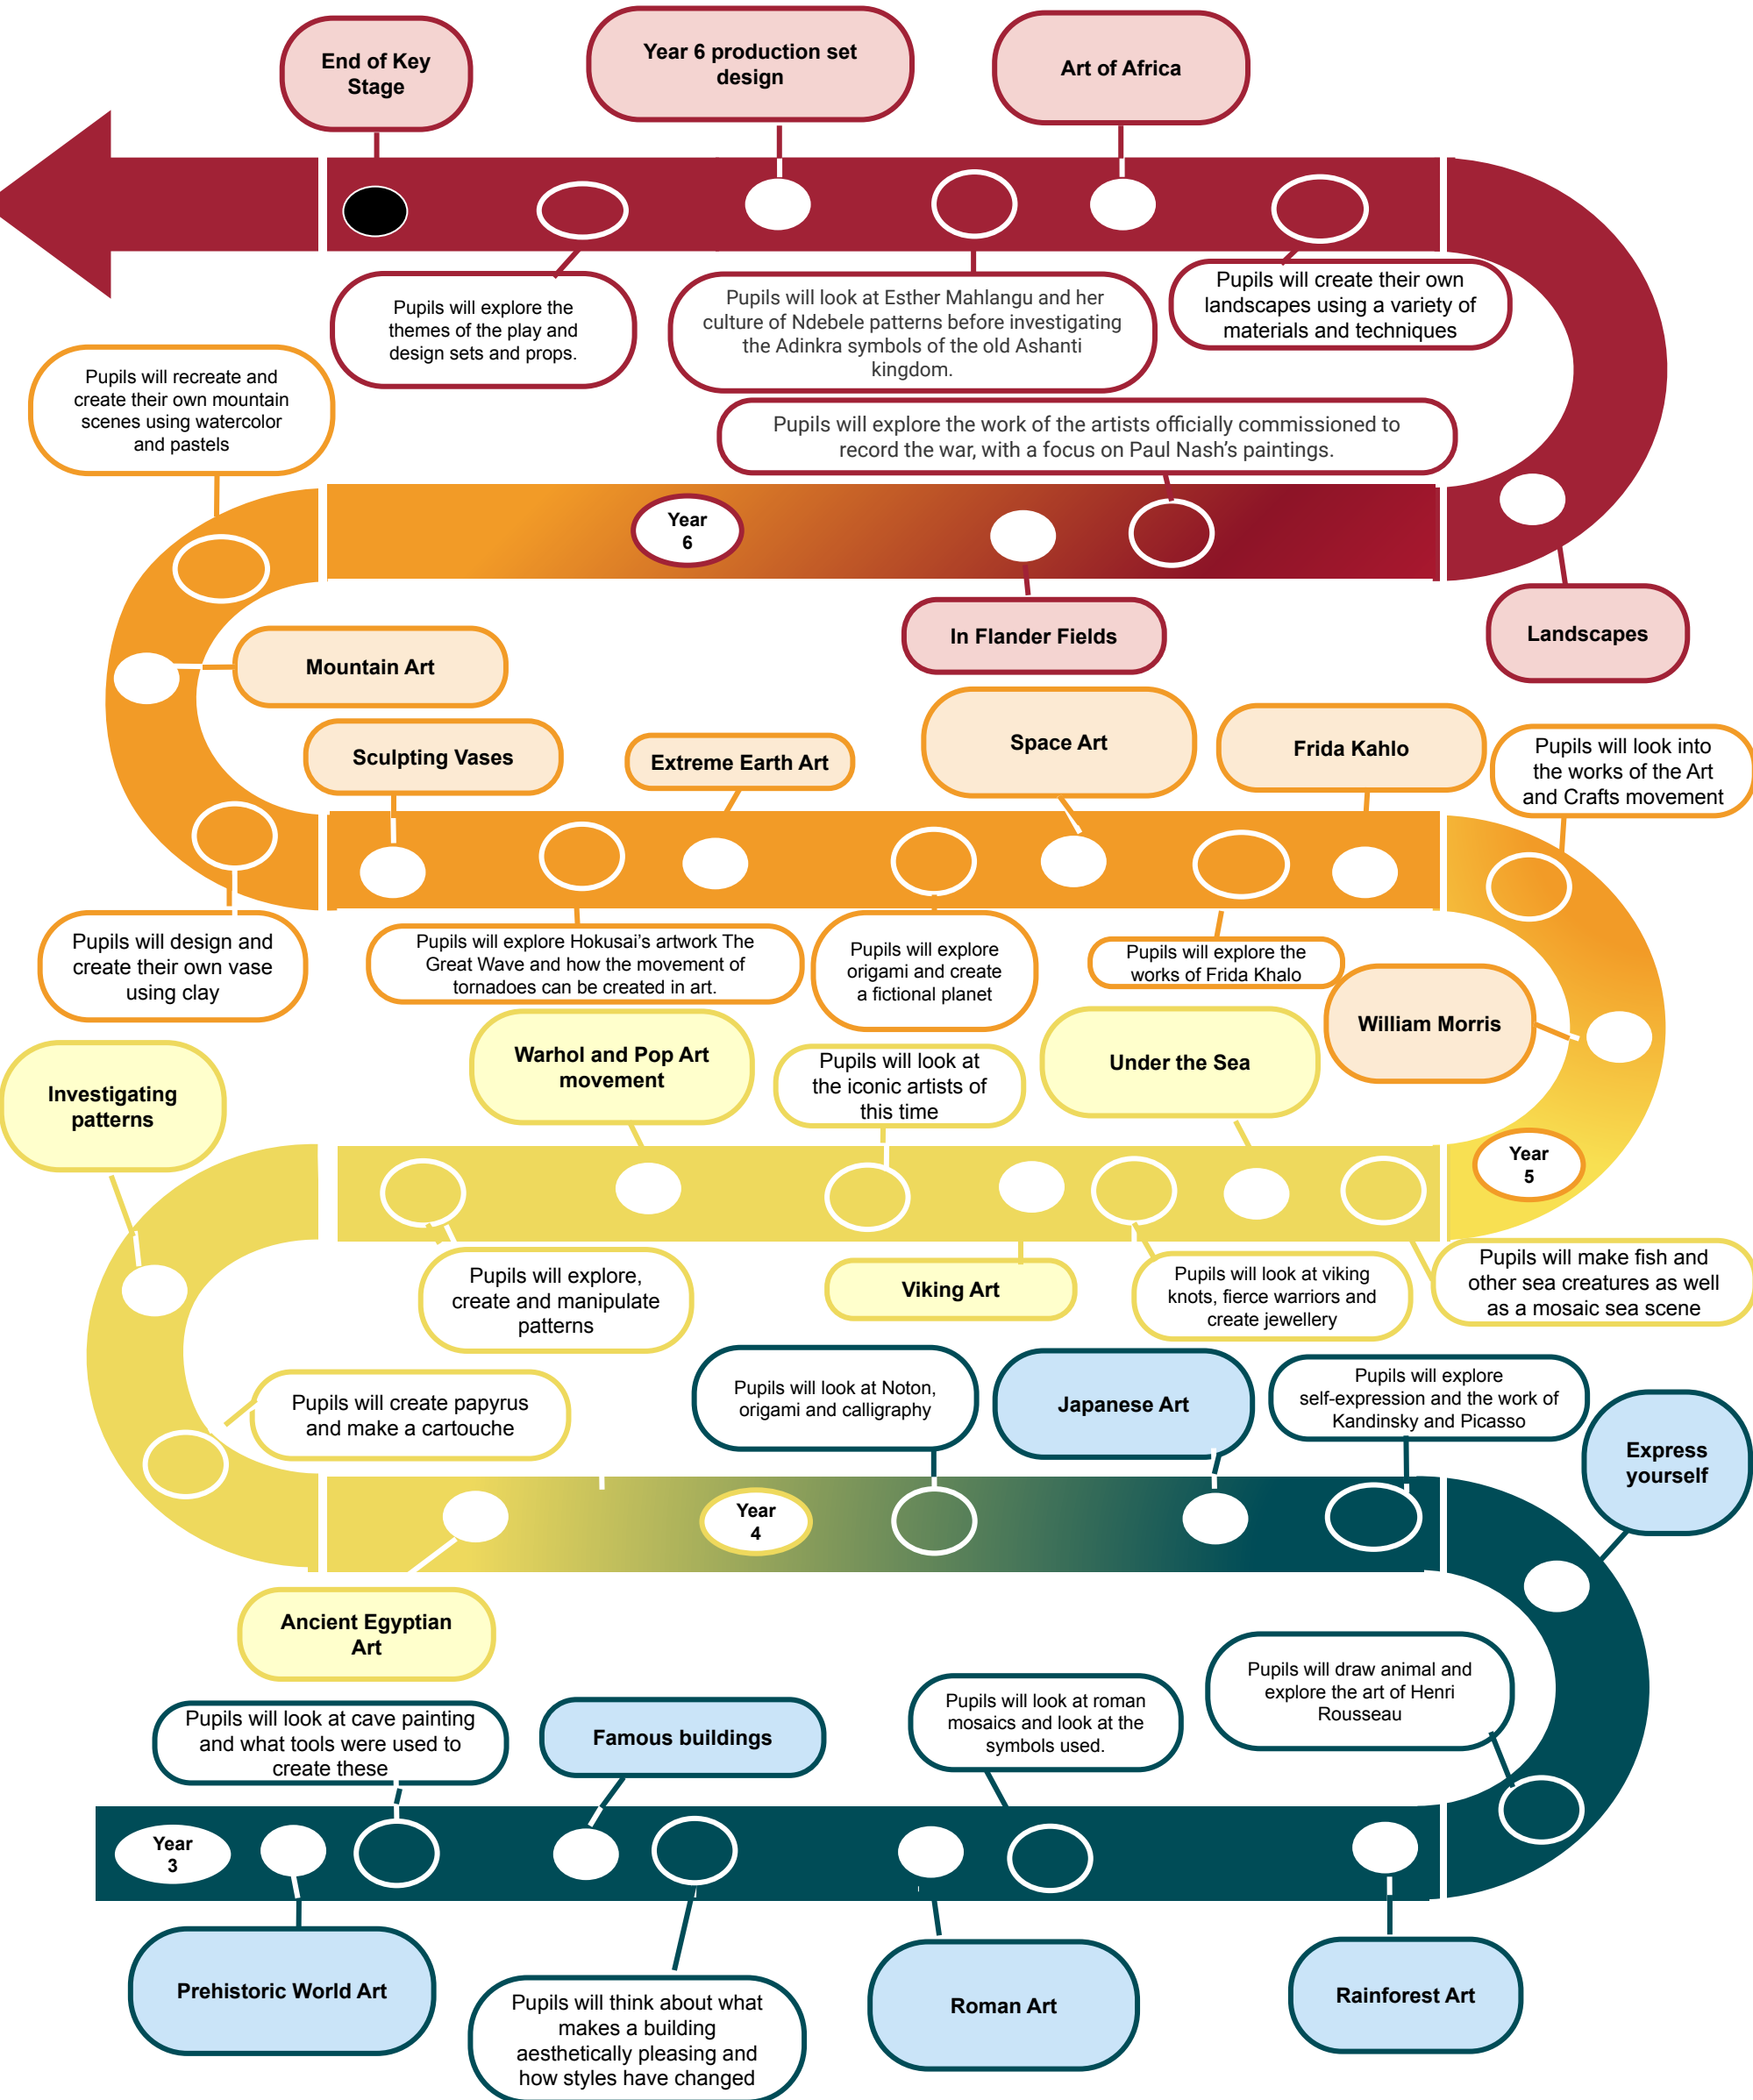 End of Key
Stage
Year 6 production set
design
Art of Africa
Pupils will explore the
themes of the play and
design sets and props.
Pupils will look at Esther Mahlangu and her
culture of Ndebele patterns before investigating
the Adinkra symbols of the old Ashanti
kingdom.
Pupils will create their own
landscapes using a variety of
materials and techniques
Pupils will recreate and
create their own mountain
scenes using watercolor
and pastels
Pupils will explore the work of the artists officially commissioned to
record the war, with a focus on Paul Nash's paintings.
Year
6
In Flander Fields
Landscapes
Mountain Art
Sculpting Vases
Extreme Earth Art
Space Art
Frida Kahlo
Pupils will look into
the works of the Art
and Crafts movement
Pupils will design and
create their own vase
using clay
Pupils will explore Hokusai's artwork The
Great Wave and how the movement of
tornadoes can be created in art.
Pupils will explore
origami and create
a fictional planet
Pupils will explore the
works of Frida Khalo
William Morris
Investigating
patterns
Warhol and Pop Art
movement
Pupils will look at
the iconic artists of
this time
Under the Sea
Year
5
Pupils will explore,
create and manipulate
patterns
Viking Art
Pupils will look at viking
knots, fierce warriors and
create jewellery
Pupils will make fish and
other sea creatures as well
as a mosaic sea scene
Pupils will create papyrus
and make a cartouche
Pupils will look at Noton,
origami and calligraphy
Japanese Art
Pupils will explore
self-expression and the work of
Kandinsky and Picasso
Express
yourself
Year
4
Ancient Egyptian
Art
Pupils will look at cave painting
and what tools were used to
create these
Famous buildings
Pupils will look at roman
mosaics and look at the
symbols used.
Pupils will draw animal and
explore the art of Henri
Rousseau
Year
3
Prehistoric World Art
Pupils will think about what
makes a building
aesthetically pleasing and
how styles have changed
Roman Art
Rainforest Art